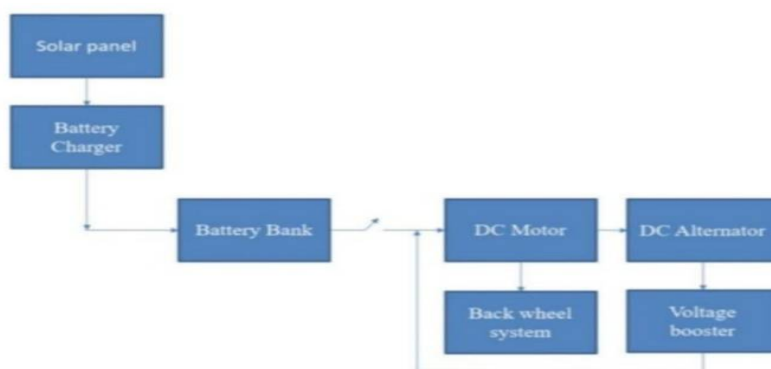 Solar panel
Battery
Charger
Battery Bank
DC Motor
DC Alternator
Back wheel
system
Voltage
booster